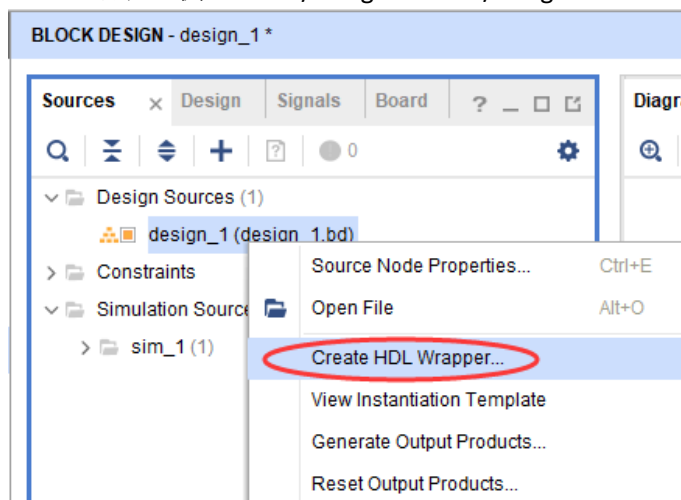 BLOCK DESIGN - design_1 *
Sources Design Signals Board ? Diagr
0
Design Sources (1)
design_1 (design_1.bd)
Constraints
Simulation Source
sim_1 (1)
Source Node Properties... Ctrl+E
Open File Alt+O
Create HDL Wrapper...
View Instantiation Template
Generate Output Products...
Reset Output Products...